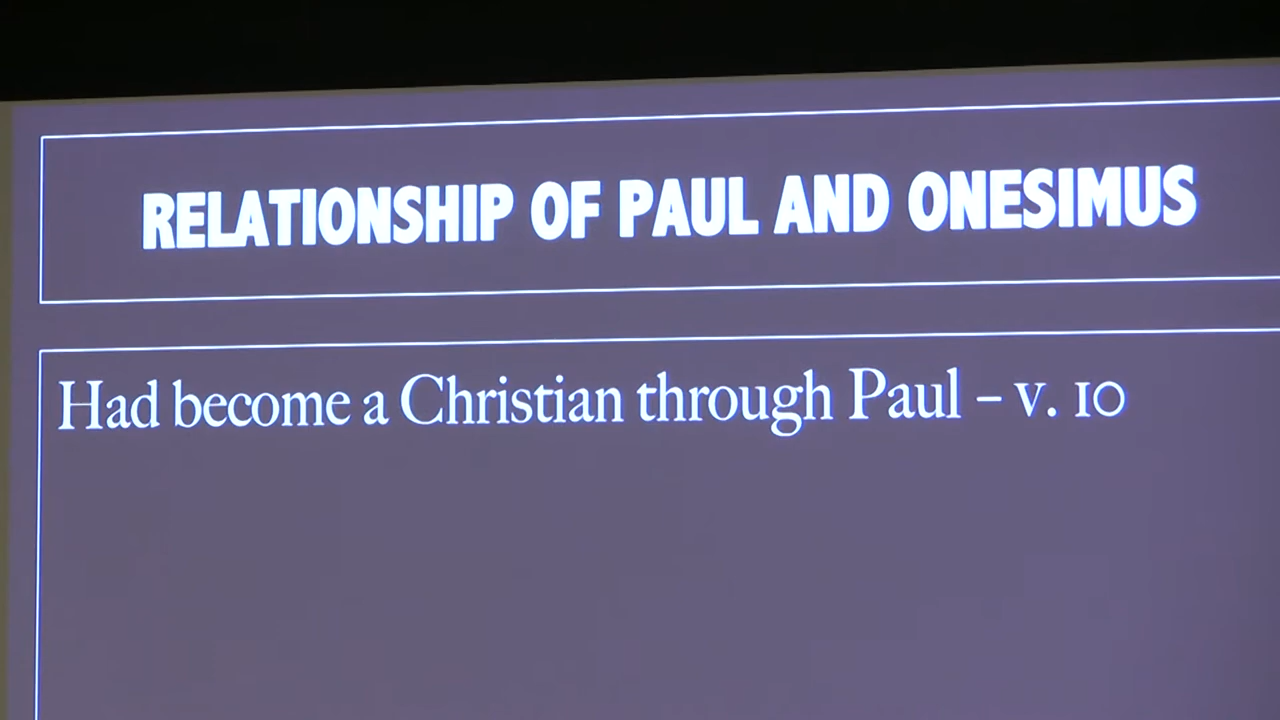 RELATIONSHIP OF PAUL AND ONESIMUS
Had become a Christian through Paul – v. 10